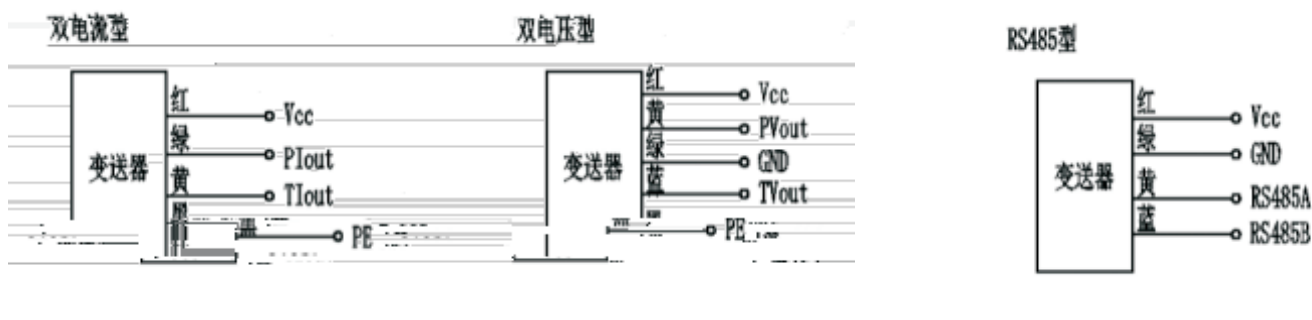 双电流型
变送器
红 Vcc
绿 PIout
黄 TIout
黑 PE
双电压型
变送器
红 Vcc
黄 PVout
绿 GND
蓝 TVout
PE
RS485型
变送器
红 Vcc
绿 GND
黄 RS485A
蓝 RS485B